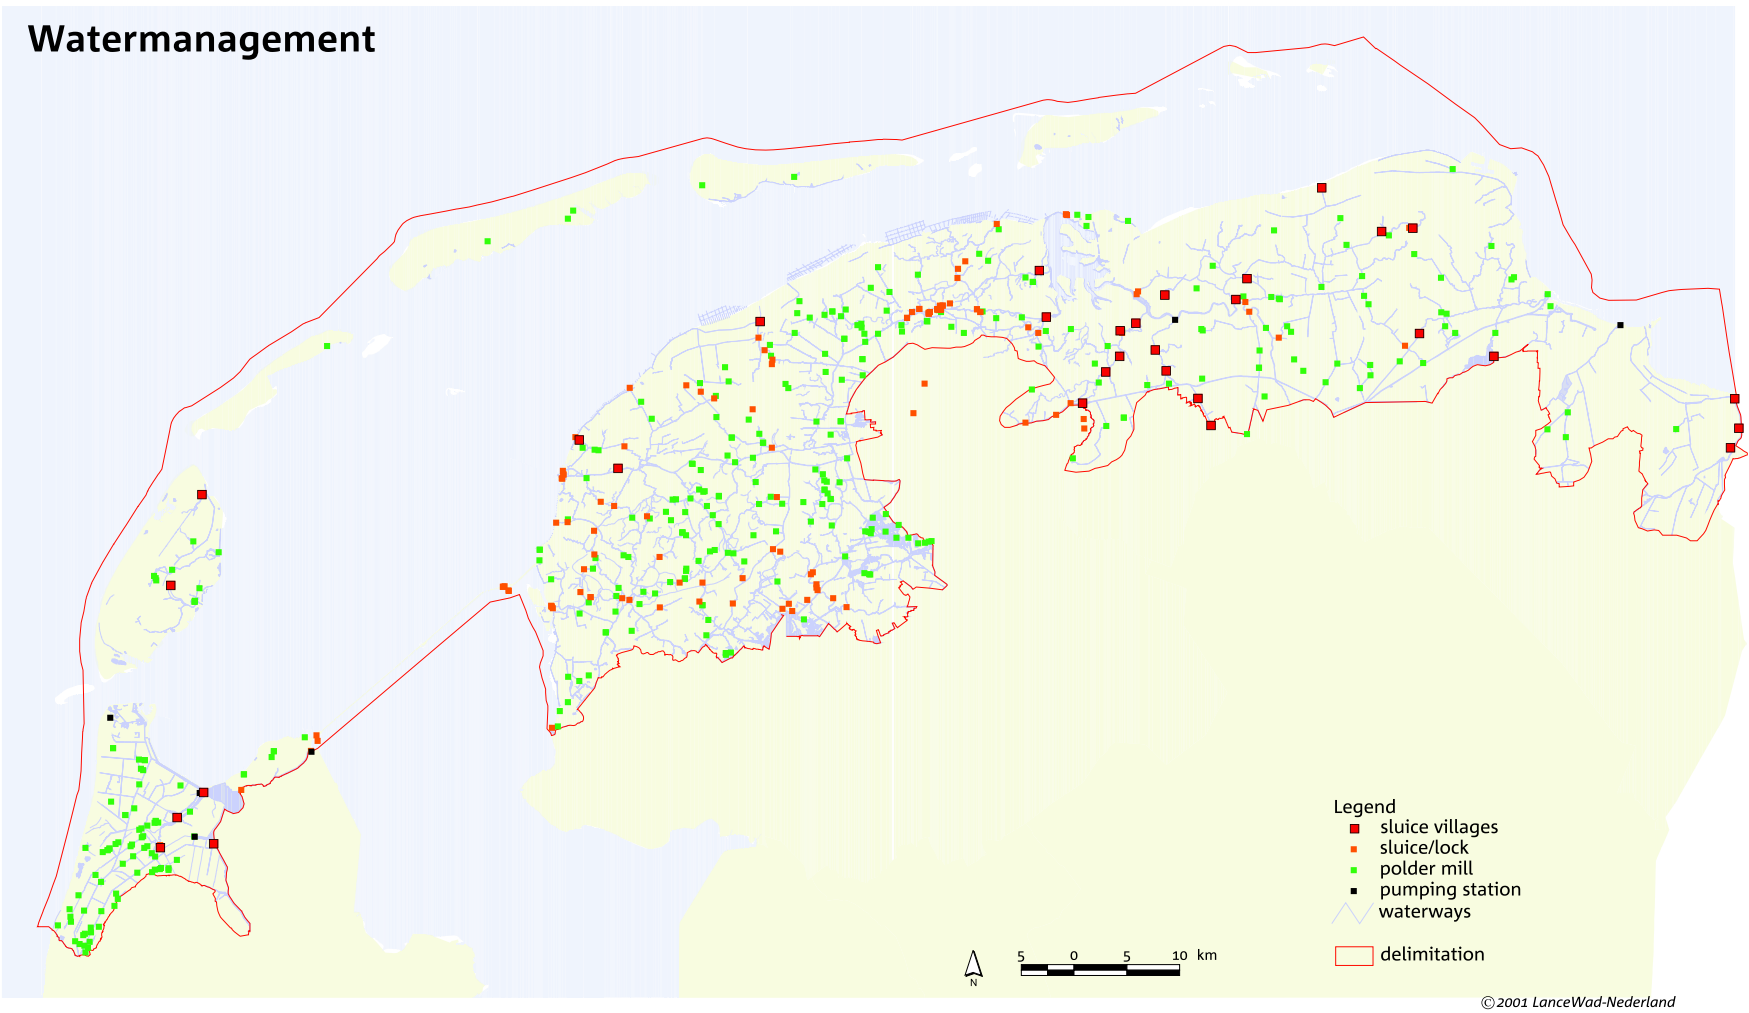 Watermanagement
Legend
sluice villages
sluice/lock
polder mill
pumping station
waterways
delimitation
5 0 5 10 km
N
©2001 LanceWad-Nederland